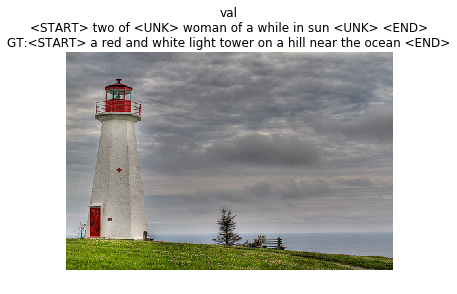 val
<START> two of <UNK> woman of a while in sun <UNK> <END>
GT:<START> a red and white light tower on a hill near the ocean <END>